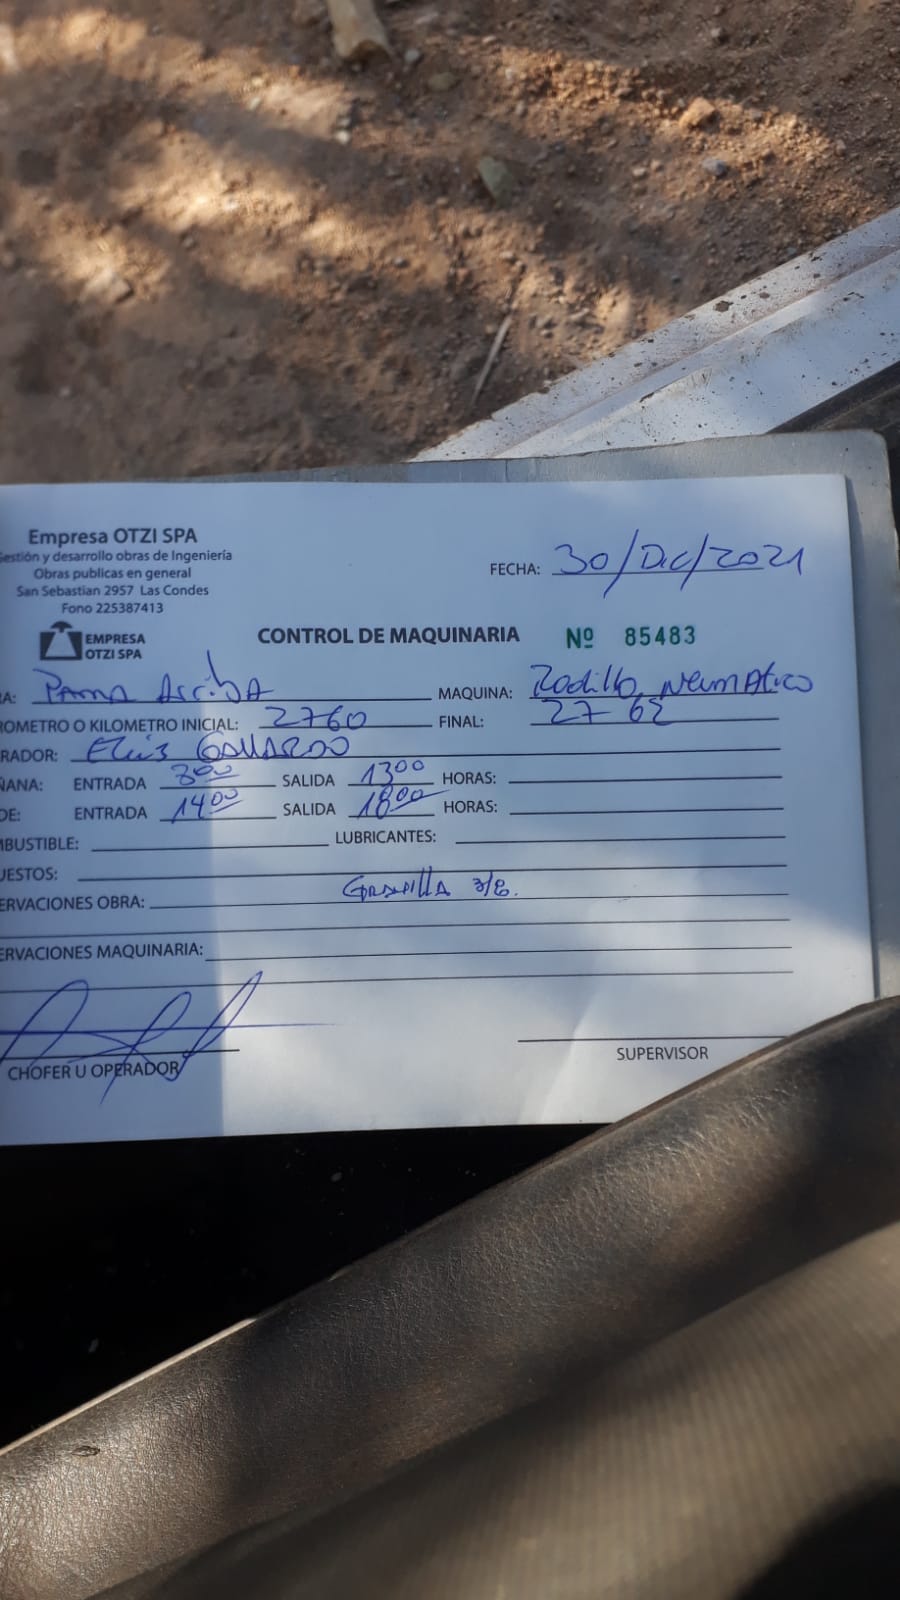 Empresa OTZI SPA
Gestión y desarrollo obras de Ingeniería
Obras publicas en general
San Sebastian 2957 Las Condes
Fono 225387413
EMPRESA
OTZI SPA
FECHA: 30/Dic/2021
CONTROL DE MAQUINARIA Nº 85483
RA: Pama Arriba MAQUINA: Rodillo Neumatico
ROMETRO O KILOMETRO INICIAL: 2760 FINAL: 2762
RADOR: GALLARDO
ÑANA: ENTRADA 800 SALIDA 1300 HORAS:
DE: ENTRADA 1400 SALIDA 1800 HORAS:
MBUSTIBLE: LUBRICANTES:
UESTOS:
ERVACIONES OBRA: Gravilla 3/8.
ERVACIONES MAQUINARIA:
CHOFER U OPERADOR SUPERVISOR